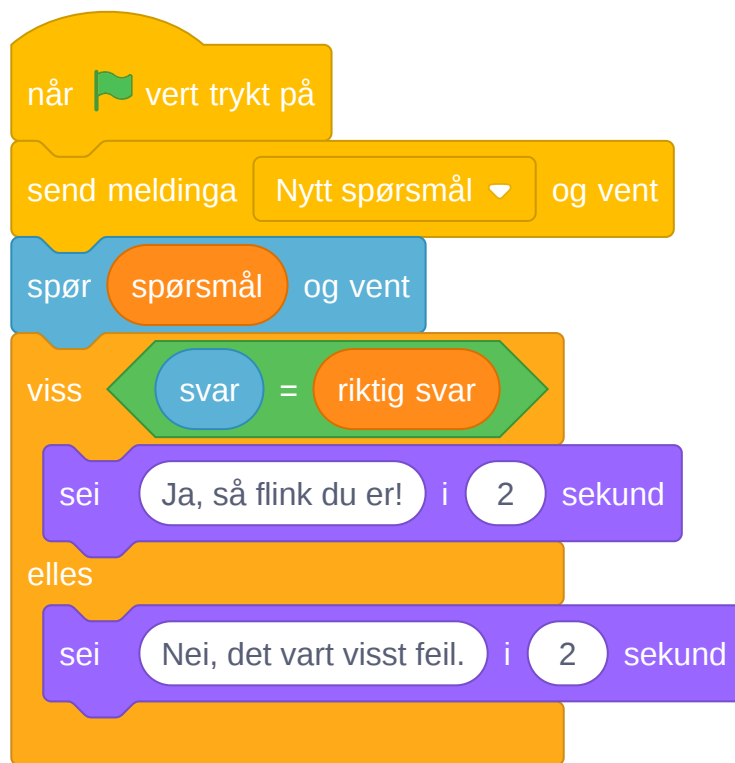 når vert trykt på
send meldinga Nytt spørsmål og vent
spør spørsmål og vent
viss svar = riktig svar
sei Ja, så flink du er! i 2 sekund
elles
sei Nei, det vart visst feil. i 2 sekund